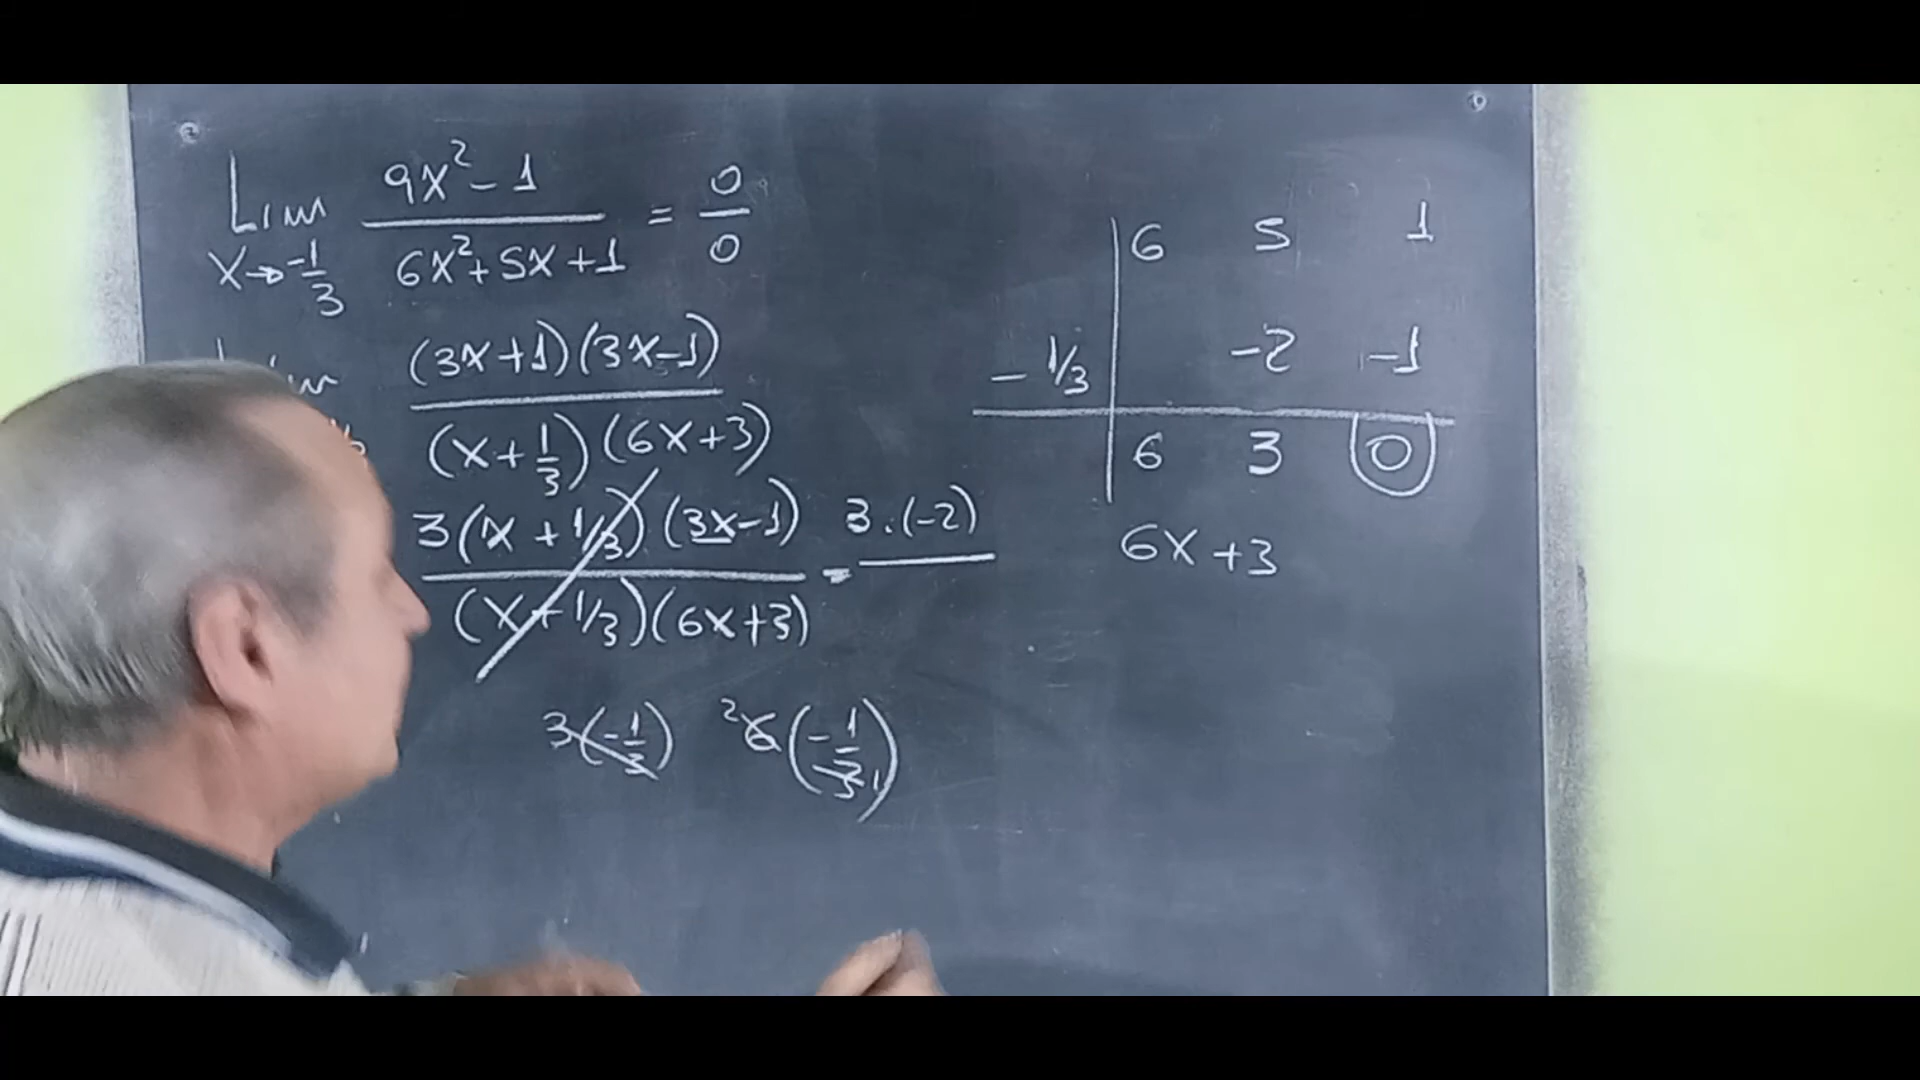 Lim 9x² - 1 / 6x² + 5x + 1 = 0/0
x→ -1/3
(3x+1)(3x-1) / (x + 1/3)(6x+3)
3(x + 1/3)(3x-1) / (x + 1/3)(6x+3) = 3.(-2)
3(-1/3) ²6(-1/3 1)
6 5 1
-1/3 -2 -1
6 3 0
6x + 3